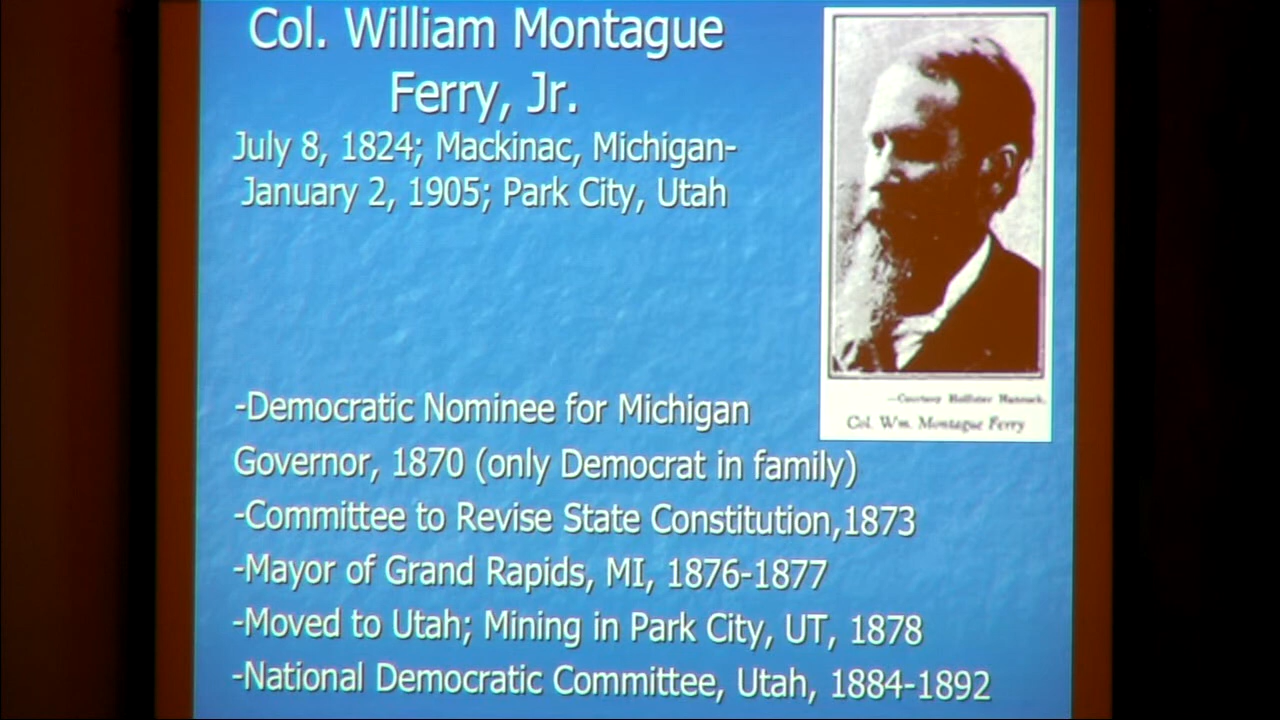 Col. William Montague
Ferry, Jr.
July 8, 1824; Mackinac, Michigan-
January 2, 1905; Park City, Utah
-Courtesy Hollister Hancock.
Col. Wm. Montague Ferry
-Democratic Nominee for Michigan
Governor, 1870 (only Democrat in family)
-Committee to Revise State Constitution,1873
-Mayor of Grand Rapids, MI, 1876-1877
-Moved to Utah; Mining in Park City, UT, 1878
-National Democratic Committee, Utah, 1884-1892